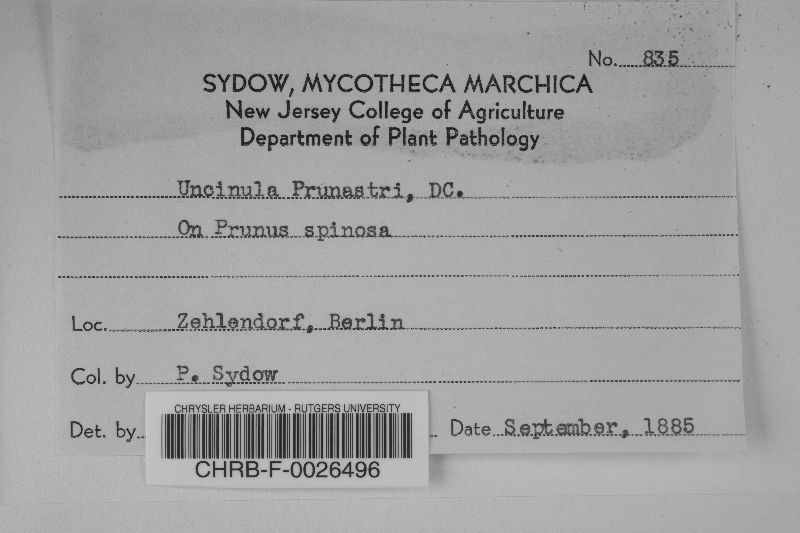 No. 835
SYDOW, MYCOTHECA MARCHICA
New Jersey College of Agriculture
Department of Plant Pathology
Uncinula Prunastri, DC.
On Prunus spinosa
Loc. Zehlendorf, Berlin
Col. by P. Sydow
Det. by
Date September, 1885
CHRYSLER HERBARIUM - RUTGERS UNIVERSITY
CHRB-F-0026496